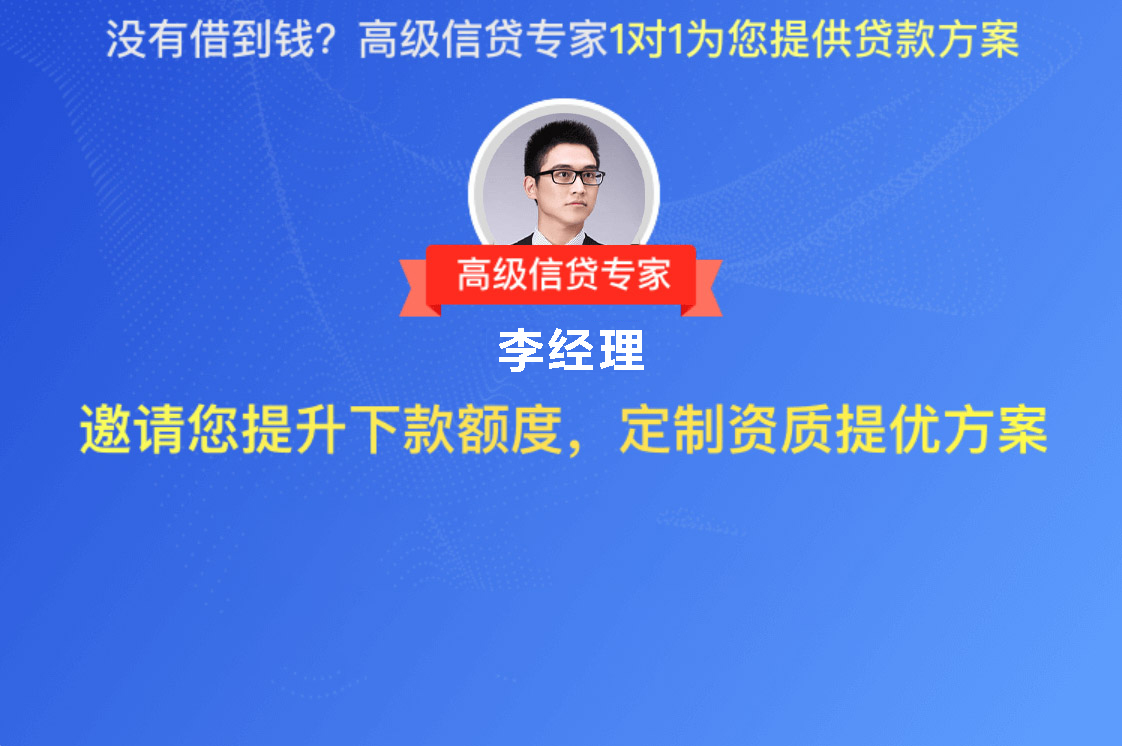 没有借到钱？高级信贷专家1对1为您提供贷款方案
高级信贷专家
李经理
邀请您提升下款额度，定制资质提优方案